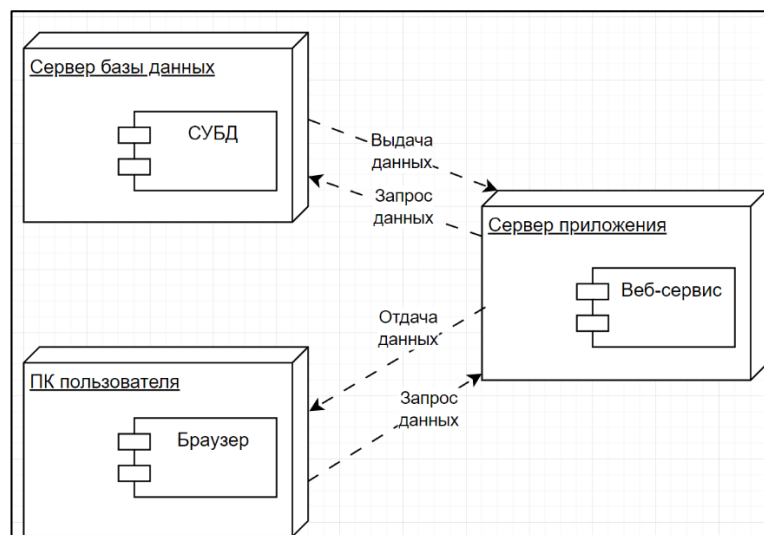 Сервер базы данных
СУБД
Выдача
данных
Запрос
данных
Сервер приложения
Веб-сервис
Отдача
данных
ПК пользователя
Браузер
Запрос
данных